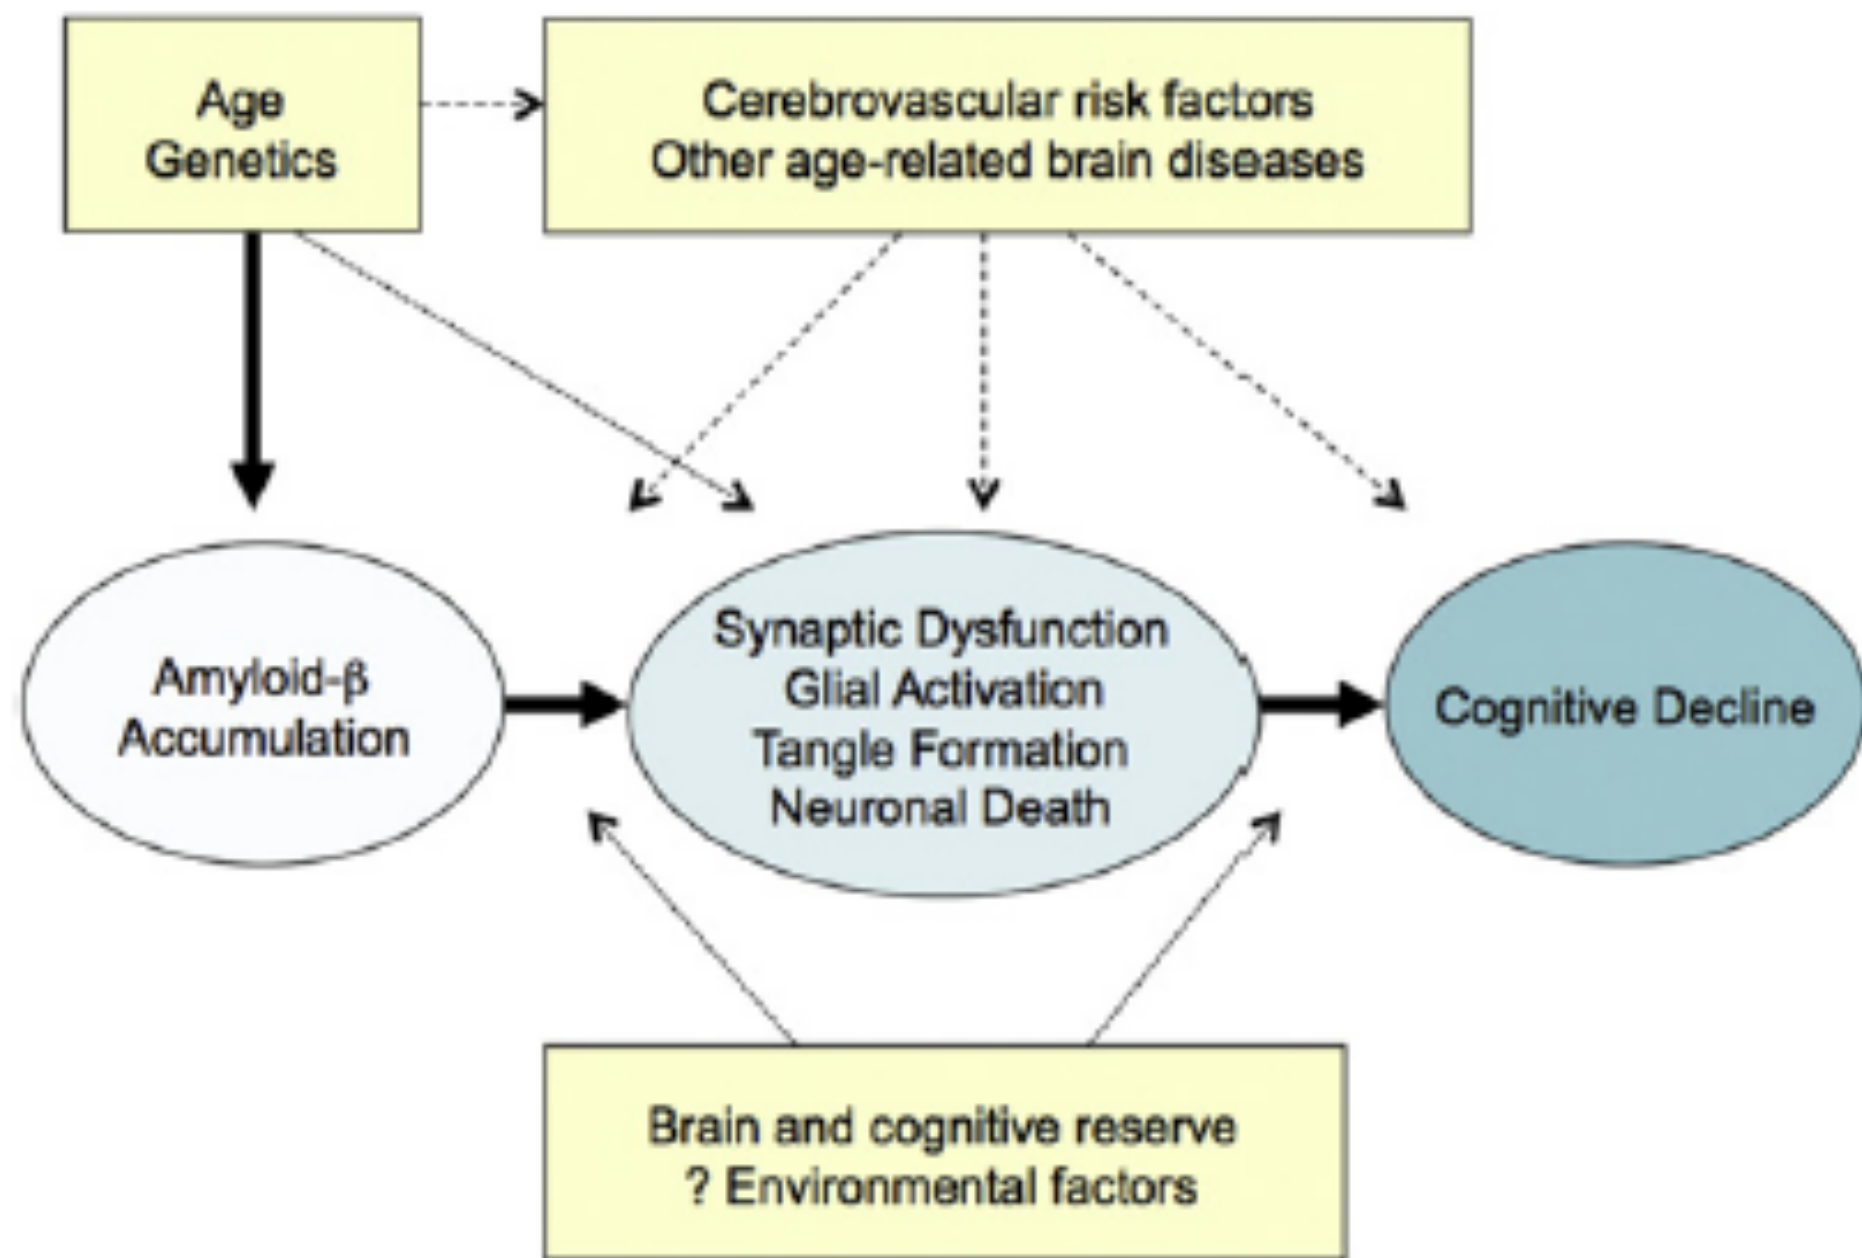 Age
Genetics
Cerebrovascular risk factors
Other age-related brain diseases
Amyloid-β
Accumulation
Synaptic Dysfunction
Glial Activation
Tangle Formation
Neuronal Death
Cognitive Decline
Brain and cognitive reserve
? Environmental factors